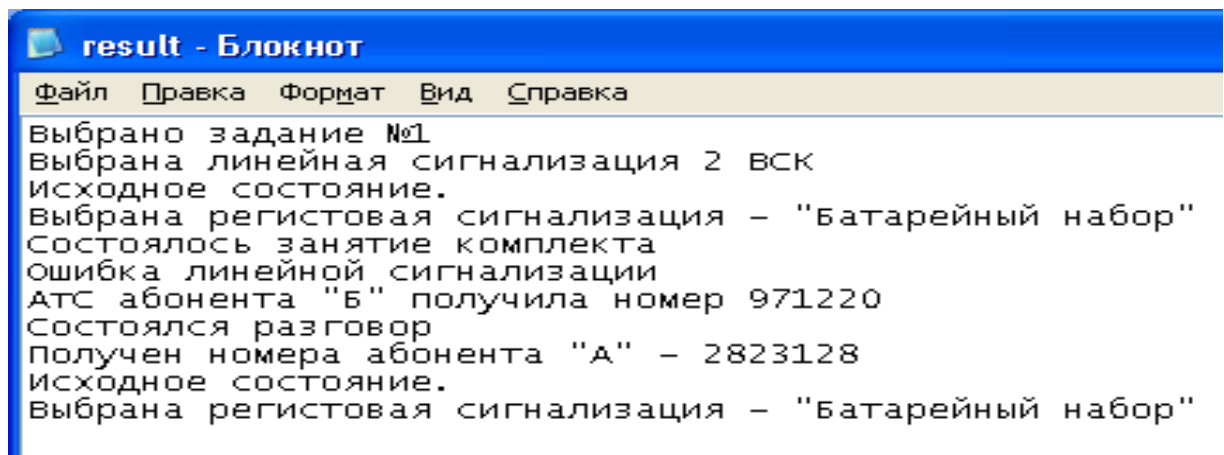 result - Блокнот
Файл Правка Формат Вид Справка
Выбрано задание №1
Выбрана линейная сигнализация 2 ВСК
Исходное состояние.
Выбрана регистовая сигнализация – "Батарейный набор"
Состоялось занятие комплекта
Ошибка линейной сигнализации
АТС абонента "Б" получила номер 971220
Состоялся разговор
Получен номера абонента "А" – 2823128
Исходное состояние.
Выбрана регистовая сигнализация – "Батарейный набор"